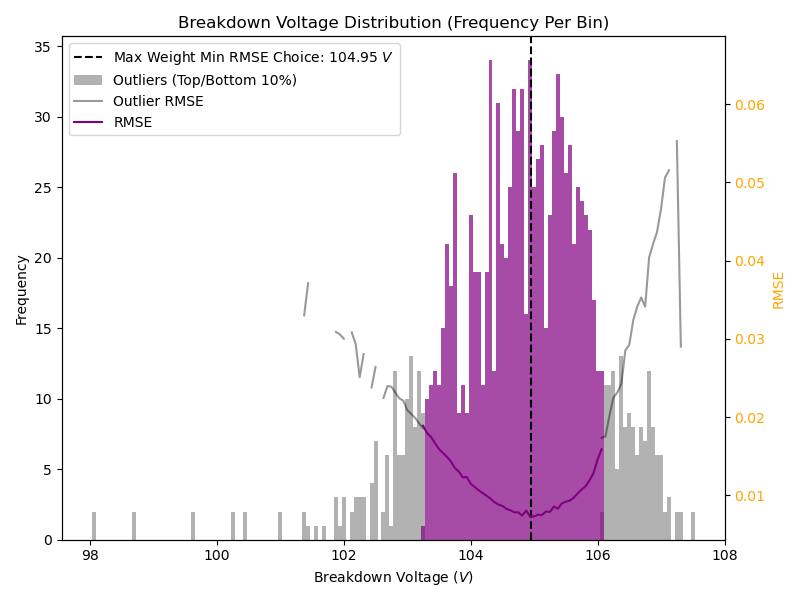 Breakdown Voltage Distribution (Frequency Per Bin)
Max Weight Min RMSE Choice: 104.95 V
Outliers (Top/Bottom 10%)
Outlier RMSE
RMSE
35
30
25
20
15
10
5
0
Frequency
0.06
0.05
0.04
0.03
0.02
0.01
RMSE
98 100 102 104 106 108
Breakdown Voltage (V)